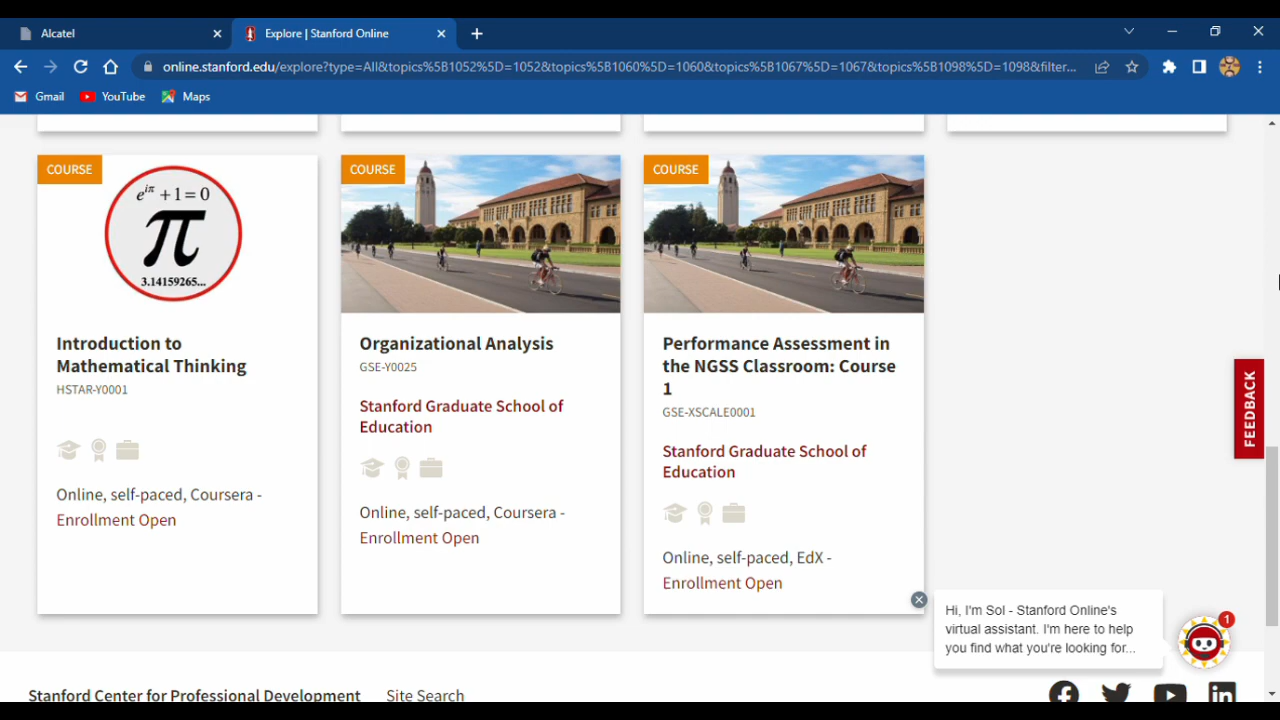 Alcatel
Explore | Stanford Online
online.stanford.edu/explore?type=All&topics%5B1052%5D=1052&topics%5B1060%5D=1060&topics%5B1067%5D=1067&topics%5B1098%5D=1098&filter...
Gmail
YouTube
Maps
COURSE
e^{iπ} + 1 = 0
π
3.14159265...
Introduction to
Mathematical Thinking
HSTAR-Y0001
Online, self-paced, Coursera -
Enrollment Open
COURSE
Organizational Analysis
GSE-Y0025
Stanford Graduate School of
Education
Online, self-paced, Coursera -
Enrollment Open
COURSE
Performance Assessment in
the NGSS Classroom: Course
1
GSE-XSCALE0001
Stanford Graduate School of
Education
Online, self-paced, EdX -
Enrollment Open
FEEDBACK
Hi, I'm Sol - Stanford Online's
virtual assistant. I'm here to help
you find what you're looking for...
1
Stanford Center for Professional Development
Site Search